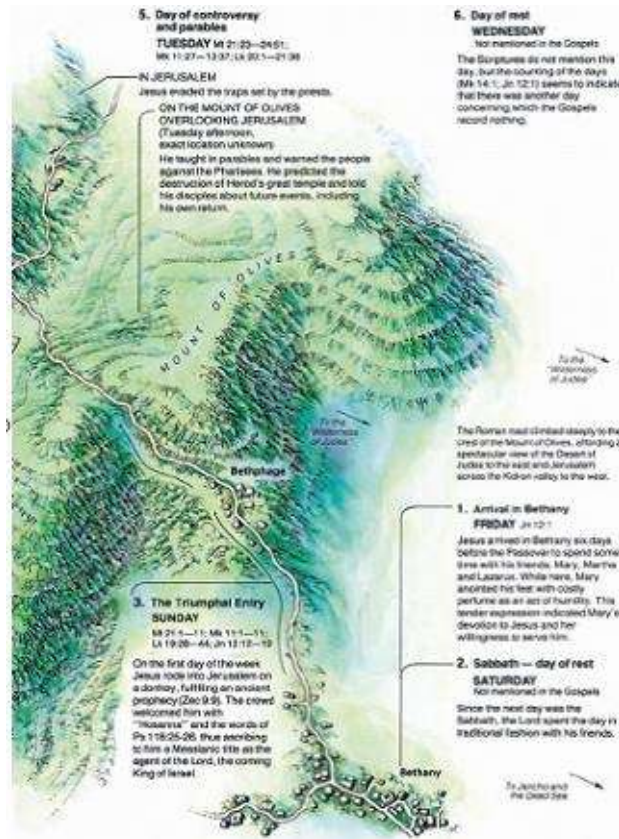 5. Day of controversy
and parables
TUESDAY Mt 21:23—24:51;
Mk 11:27—13:37; Lk 20:1—21:36
IN JERUSALEM
Jesus evaded the traps set by the priests.
ON THE MOUNT OF OLIVES
OVERLOOKING JERUSALEM
(Tuesday afternoon,
exact location unknown)
He taught in parables and warned the people
against the Pharisees. He predicted the
destruction of Herod's great temple and told
his disciples about future events, including
his own return.
6. Day of rest
WEDNESDAY
Not mentioned in the Gospels
The Scriptures do not mention this
day, but the counting of the days
(Mk 14:1; Jn 12:1) seems to indicate
that there was another day
concerning which the Gospels
record nothing.
MOUNT OF OLIVES
To the
"Wilderness
of Judea"
To the
Wilderness
of Judea
The Roman road climbed steeply to the
crest of the Mount of Olives, affording a
spectacular view of the Desert of
Judea to the east and Jerusalem
across the Kidron valley to the west.
Bethphage
1. Arrival in Bethany
FRIDAY Jn 12:1
Jesus arrived in Bethany six days
before the Passover to spend some
time with his friends, Mary, Martha
and Lazarus. While here, Mary
anointed his feet with costly
perfume as an act of humility. This
tender expression indicated Mary's
devotion to Jesus and her
willingness to serve him.
2. Sabbath — day of rest
SATURDAY
Not mentioned in the Gospels
Since the next day was the
Sabbath, the Lord spent the day in
traditional fashion with his friends.
3. The Triumphal Entry
SUNDAY
Mt 21:1—11; Mk 11:1—11;
Lk 19:28—44; Jn 12:12—19
On the first day of the week
Jesus rode into Jerusalem on
a donkey, fulfilling an ancient
prophecy (Zec 9:9). The crowd
welcomed him with
"Hosanna" and the words of
Ps 118:25-26, thus ascribing
to him a Messianic title as the
agent of the Lord, the coming
King of Israel.
Bethany
To Jericho and
the Dead Sea